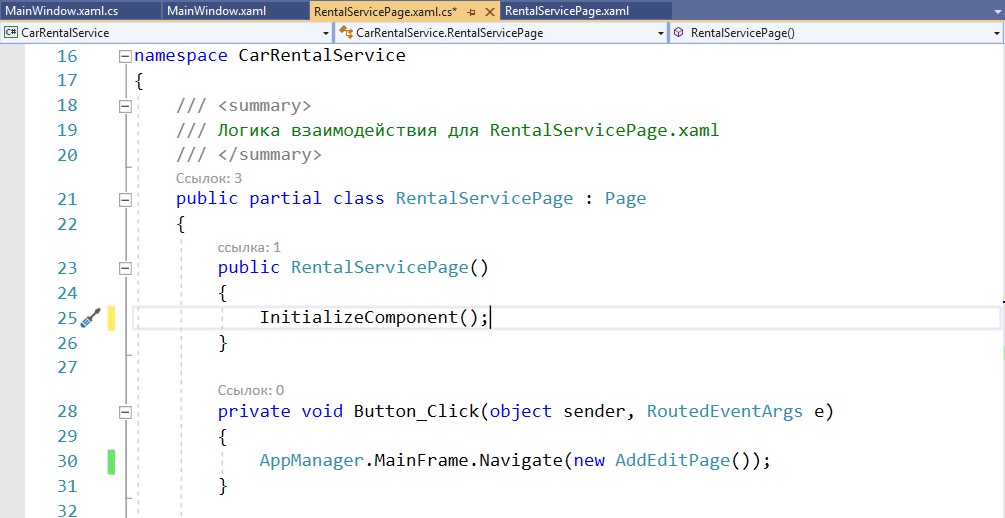 MainWindow.xaml.cs MainWindow.xaml RentalServicePage.xaml.cs* RentalServicePage.xaml
C# CarRentalService CarRentalService.RentalServicePage RentalServicePage()
16 namespace CarRentalService
17 {
18 /// <summary>
19 /// Логика взаимодействия для RentalServicePage.xaml
20 /// </summary>
Ссылок: 3
21 public partial class RentalServicePage : Page
22 {
ссылка: 1
23 public RentalServicePage()
24 {
25 InitializeComponent();
26 }
27
Ссылок: 0
28 private void Button_Click(object sender, RoutedEventArgs e)
29 {
30 AppManager.MainFrame.Navigate(new AddEditPage());
31 }
32